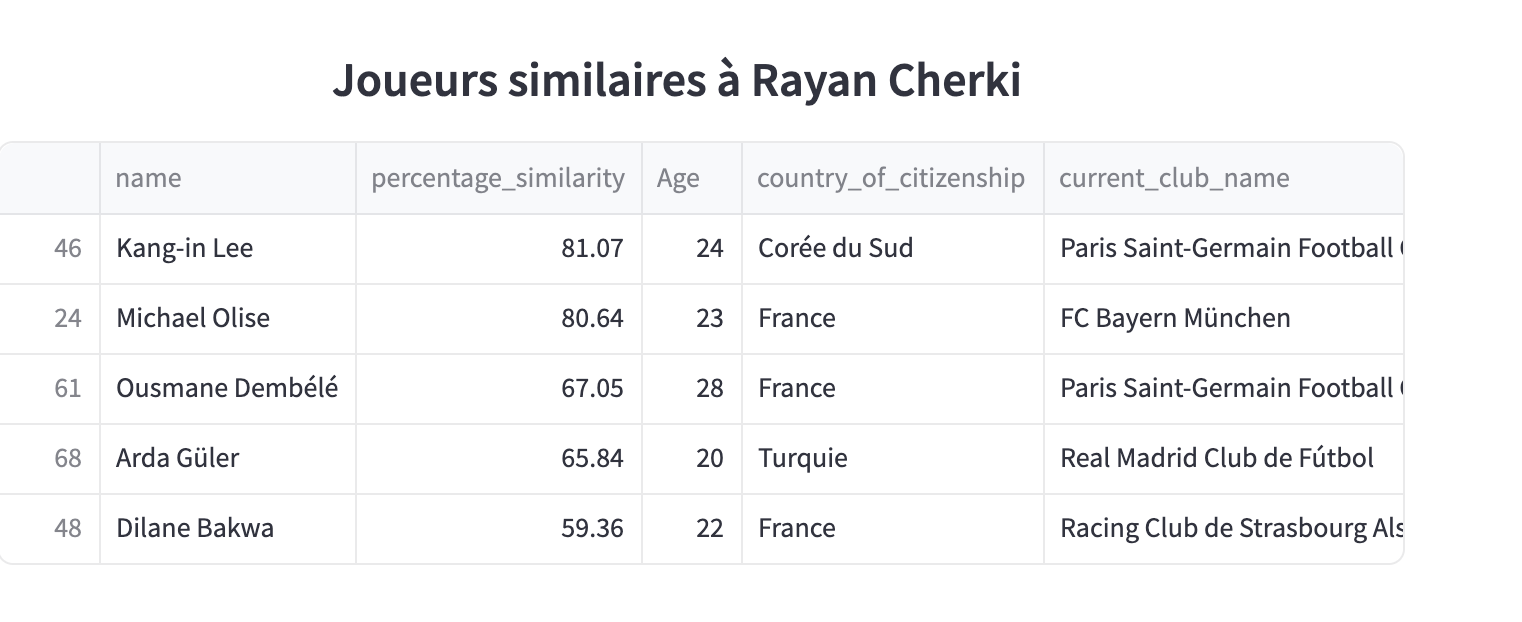 Joueurs similaires à Rayan Cherki
name percentage_similarity Age country_of_citizenship current_club_name
46 Kang-in Lee 81.07 24 Corée du Sud Paris Saint-Germain Football
24 Michael Olise 80.64 23 France FC Bayern München
61 Ousmane Dembélé 67.05 28 France Paris Saint-Germain Football
68 Arda Güler 65.84 20 Turquie Real Madrid Club de Fútbol
48 Dilane Bakwa 59.36 22 France Racing Club de Strasbourg Als